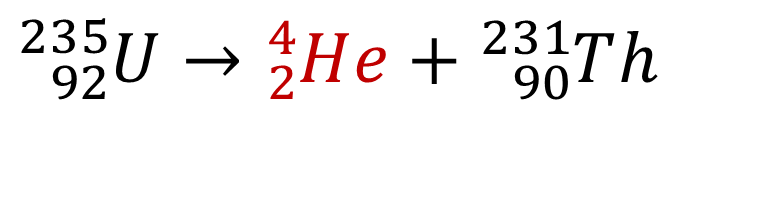 ²³⁵₉₂U → ⁴₂He + ²³¹₉₀Th